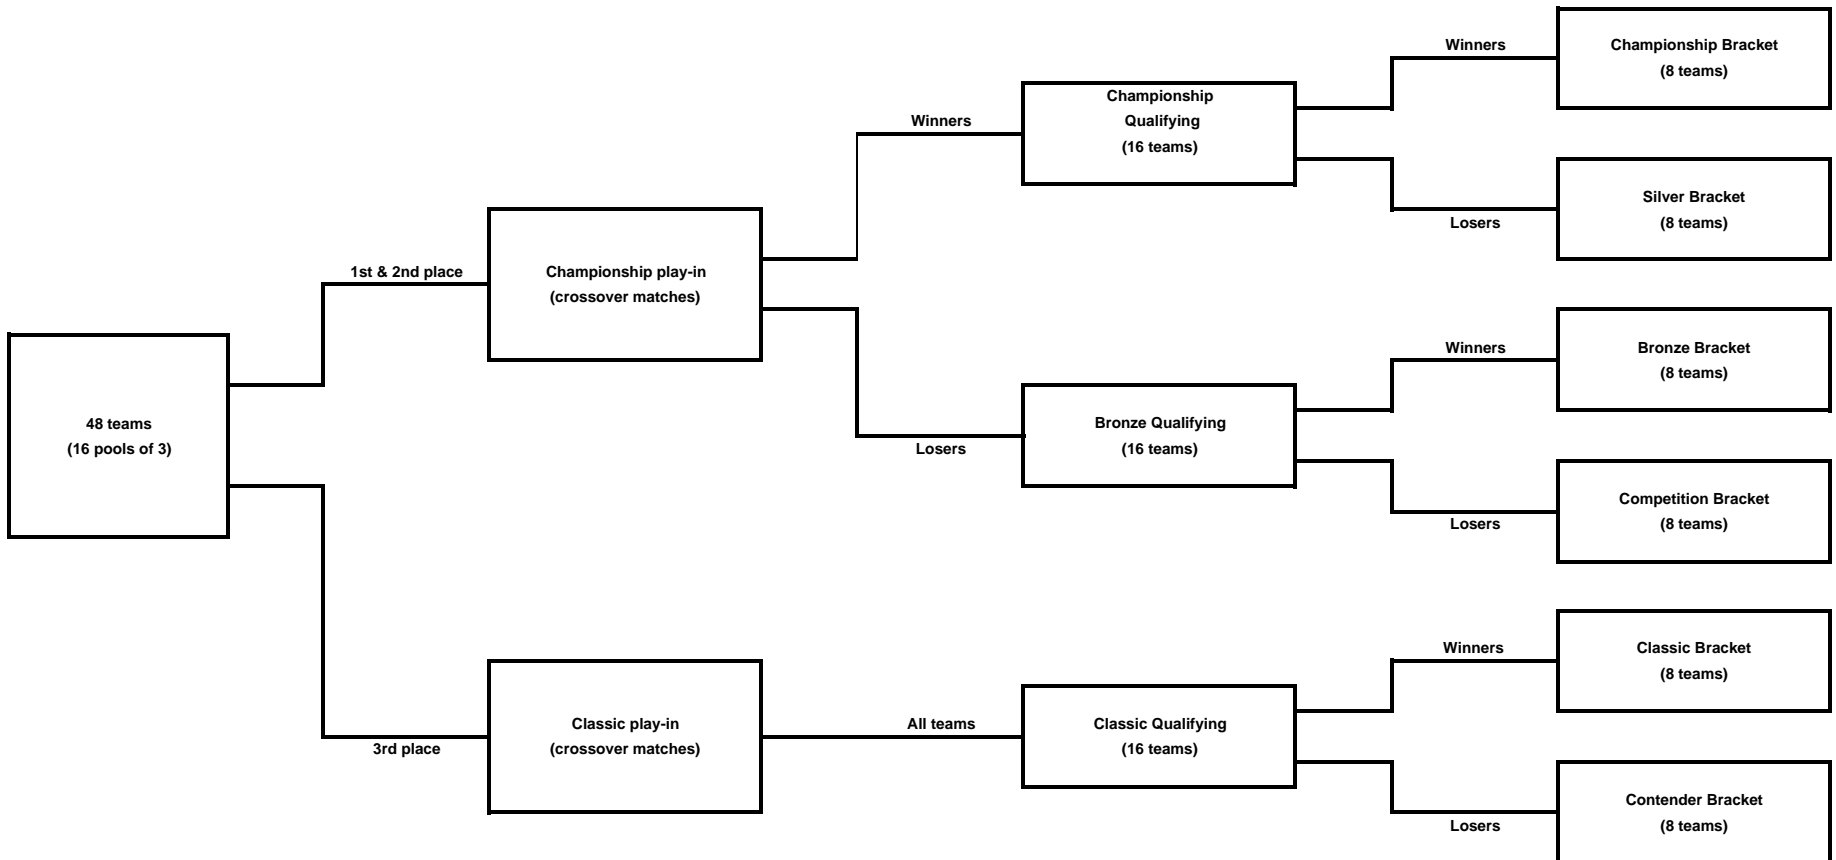 48 teams
(16 pools of 3)
1st & 2nd place
3rd place
Championship play-in
(crossover matches)
Classic play-in
(crossover matches)
Winners
Losers
All teams
Championship
Qualifying
(16 teams)
Bronze Qualifying
(16 teams)
Classic Qualifying
(16 teams)
Winners
Losers
Winners
Losers
Winners
Losers
Championship Bracket
(8 teams)
Silver Bracket
(8 teams)
Bronze Bracket
(8 teams)
Competition Bracket
(8 teams)
Classic Bracket
(8 teams)
Contender Bracket
(8 teams)